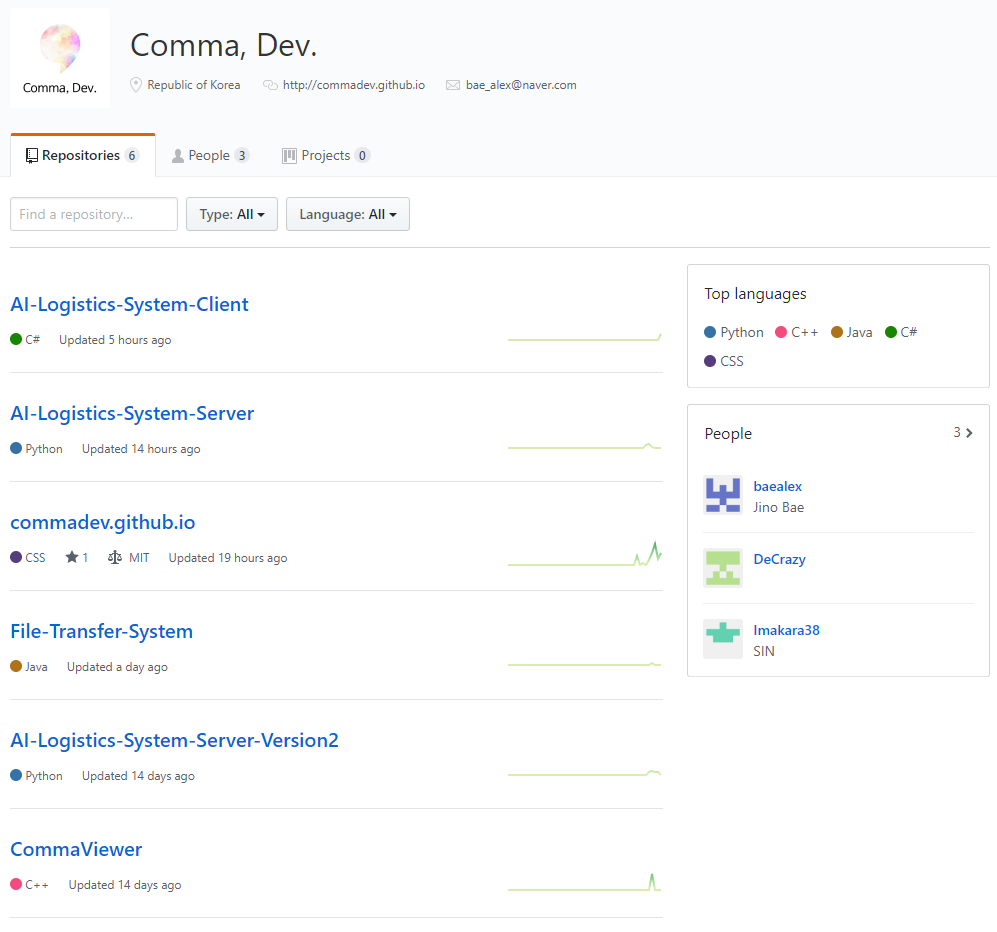 Comma, Dev.
Comma, Dev.
Republic of Korea http://commadev.github.io bae_alex@naver.com
Repositories 6 People 3 Projects 0
Find a repository... Type: All Language: All
AI-Logistics-System-Client
C# Updated 5 hours ago
AI-Logistics-System-Server
Python Updated 14 hours ago
commadev.github.io
CSS 1 MIT Updated 19 hours ago
File-Transfer-System
Java Updated a day ago
AI-Logistics-System-Server-Version2
Python Updated 14 days ago
CommaViewer
C++ Updated 14 days ago
Top languages
Python C++ Java C#
CSS
People 3
baealex
Jino Bae
DeCrazy
Imakara38
SIN